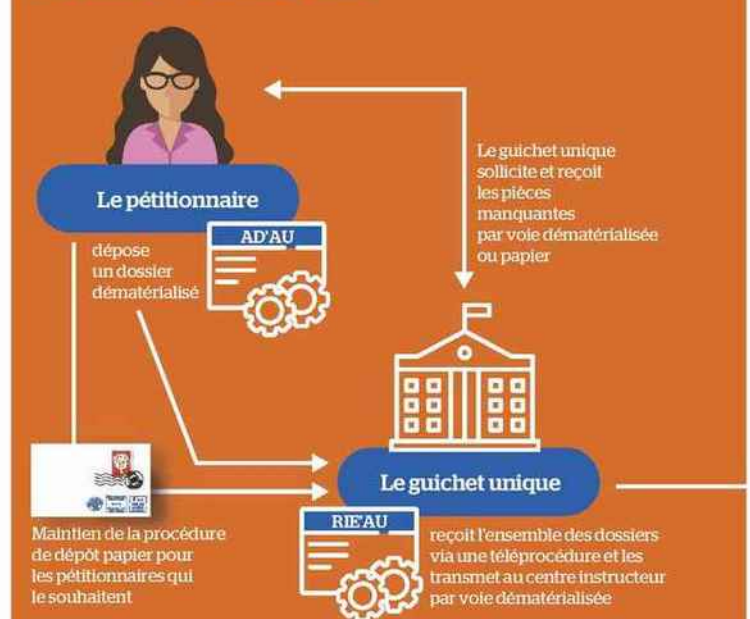 Le guichet unique
sollicite et reçoit
les pièces
manquantes
par voie dématérialisée
ou papier
Le pétitionnaire
AD'AU
dépose
un dossier
dématérialisé
Le guichet unique
RIE'AU
Maintien de la procédure
de dépôt papier pour
les pétitionnaires qui
le souhaitent
reçoit l'ensemble des dossiers
via une téléprocédure et les
transmet au centre instructeur
par voie dématérialisée